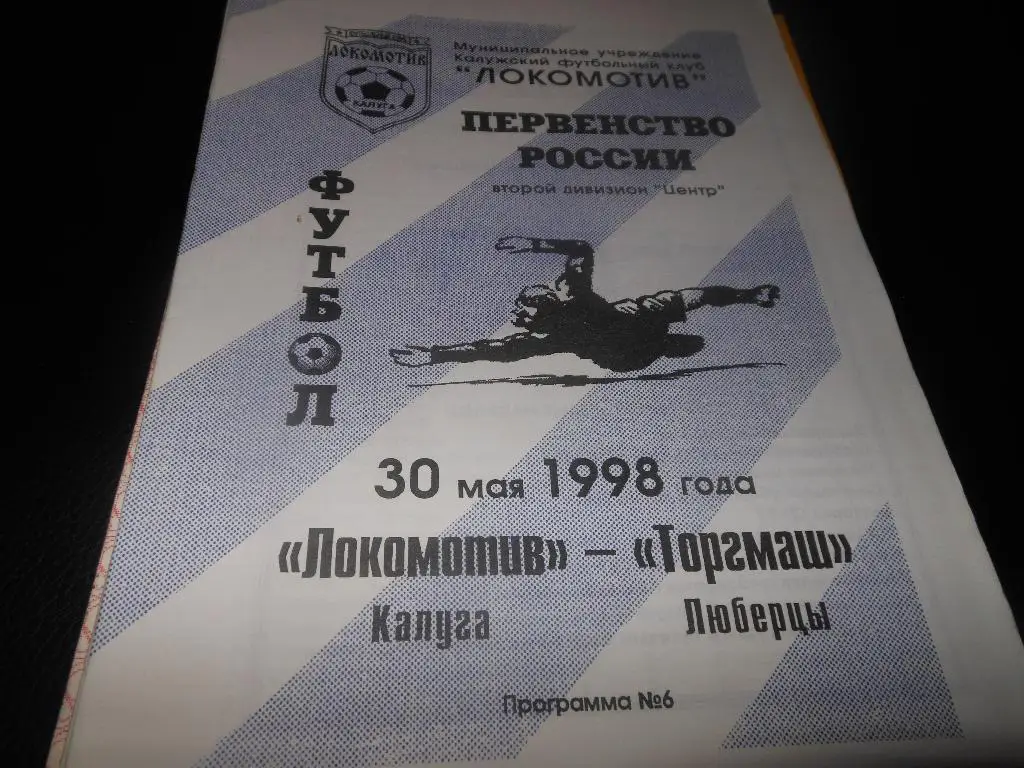 ЛОКОМОТИВ
КАЛУГА
Муниципальное учреждение
Калужский футбольный клуб
"ЛОКОМОТИВ"
ПЕРВЕНСТВО
РОССИИ
второй дивизион "Центр"
ФУТБОЛ
30 мая 1998 года
«Локомотив» – «Торгмаш»
Калуга Люберцы
Программа №6